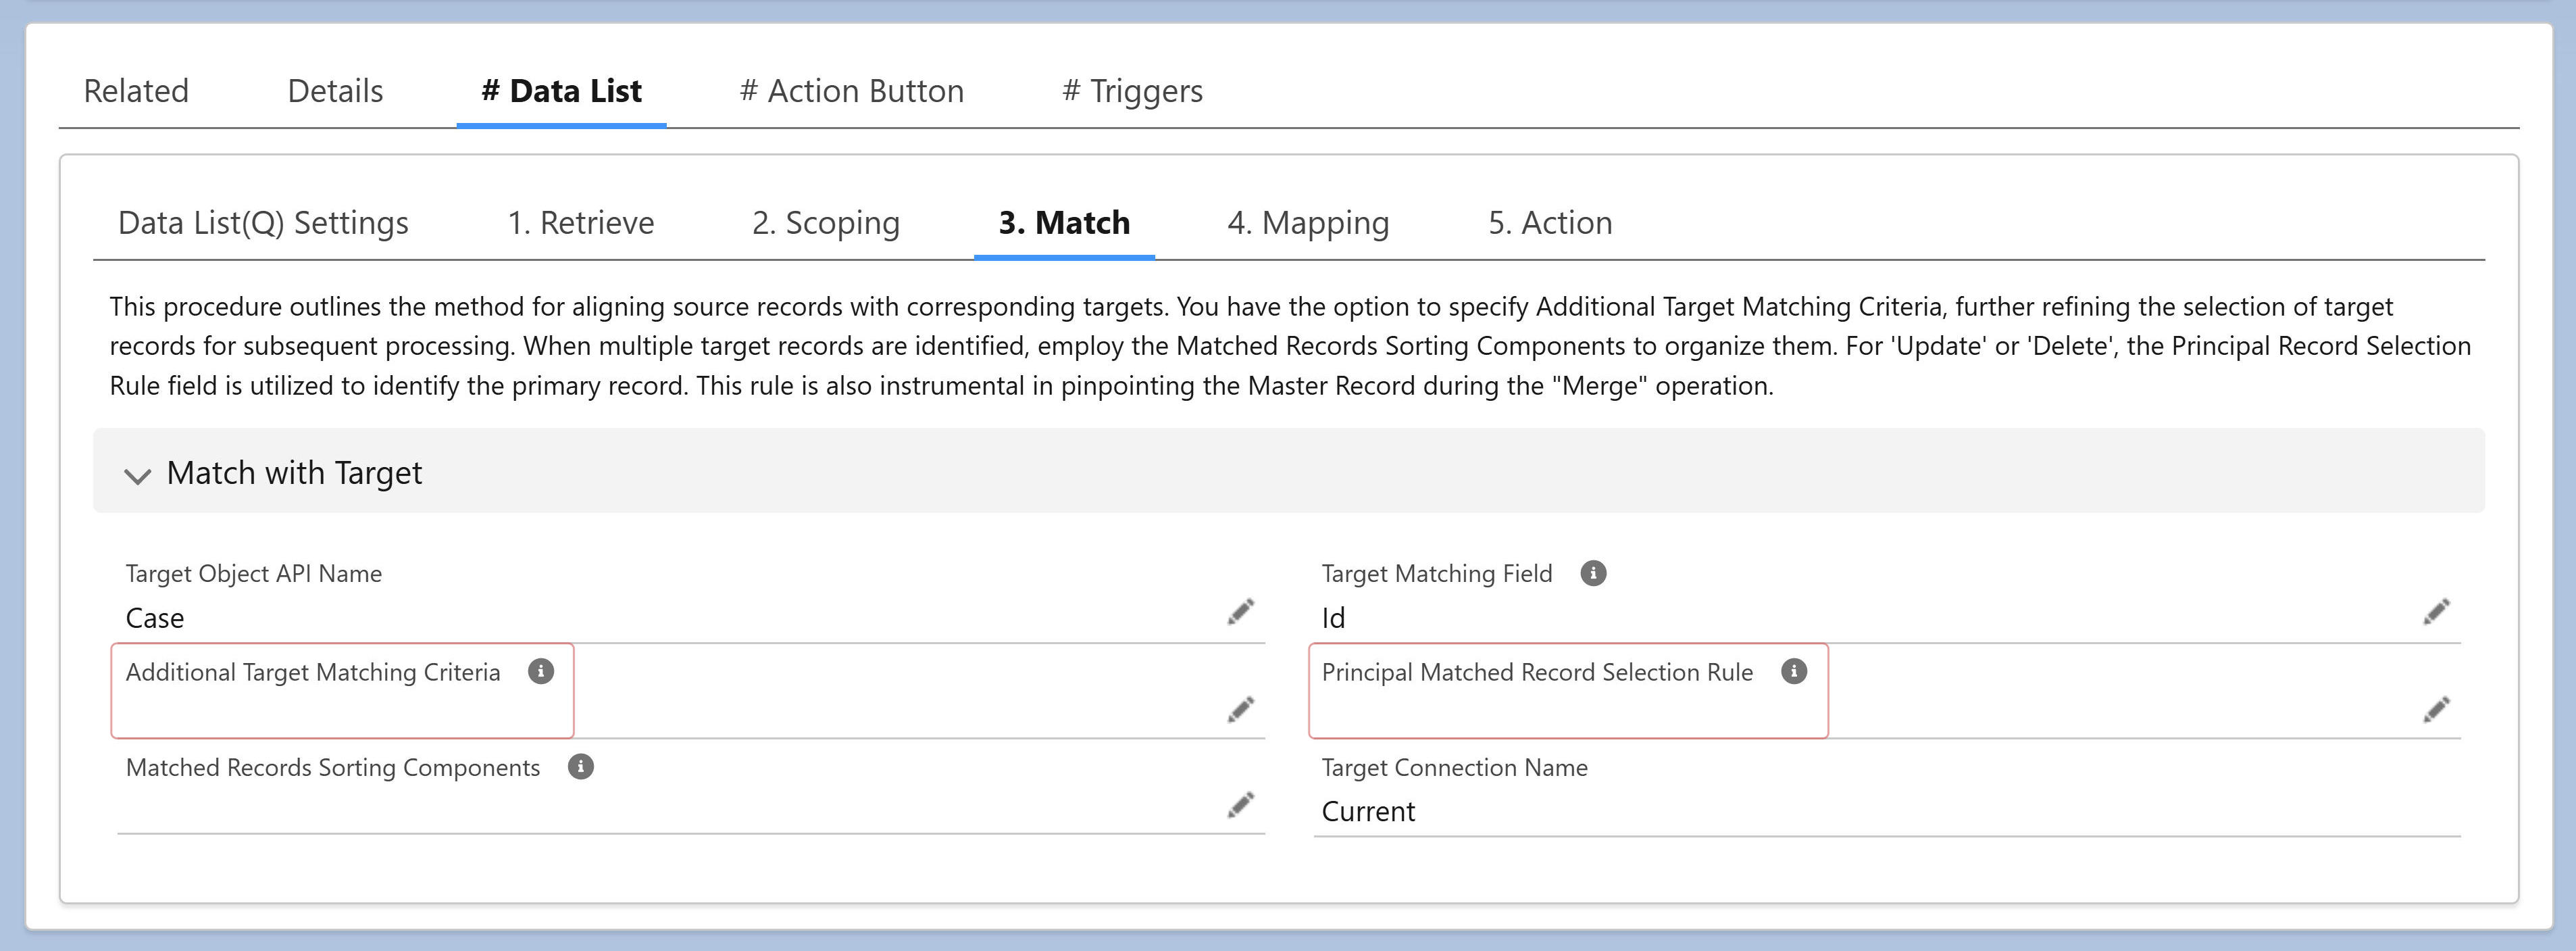 Related Details # Data List # Action Button # Triggers
Data List(Q) Settings 1. Retrieve 2. Scoping 3. Match 4. Mapping 5. Action
This procedure outlines the method for aligning source records with corresponding targets. You have the option to specify Additional Target Matching Criteria, further refining the selection of target
records for subsequent processing. When multiple target records are identified, employ the Matched Records Sorting Components to organize them. For 'Update' or 'Delete', the Principal Record Selection
Rule field is utilized to identify the primary record. This rule is also instrumental in pinpointing the Master Record during the "Merge" operation.
Match with Target
Target Object API Name
Case
Target Matching Field
Id
Additional Target Matching Criteria
Principal Matched Record Selection Rule
Matched Records Sorting Components
Target Connection Name
Current